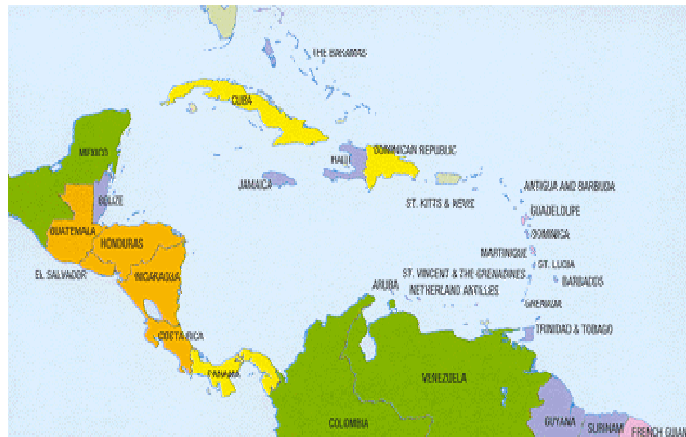 THE BAHAMAS
CUBA
MEXICO
HAITI
DOMINICAN REPUBLIC
JAMAICA
BELIZE
ANTIGUA AND BARBUDA
ST. KITTS & NEVIS
GUADELOUPE
GUATEMALA
DOMINICA
HONDURAS
MARTINIQUE
ST. LUCIA
EL SALVADOR
NICARAGUA
ST. VINCENT & THE GRENADINES
BARBADOS
ARUBA
NETHERLAND ANTILLES
GRENADA
COSTA RICA
TRINIDAD & TOBAGO
PANAMA
VENEZUELA
COLOMBIA
GUYANA
SURINAM
FRENCH GUIAN